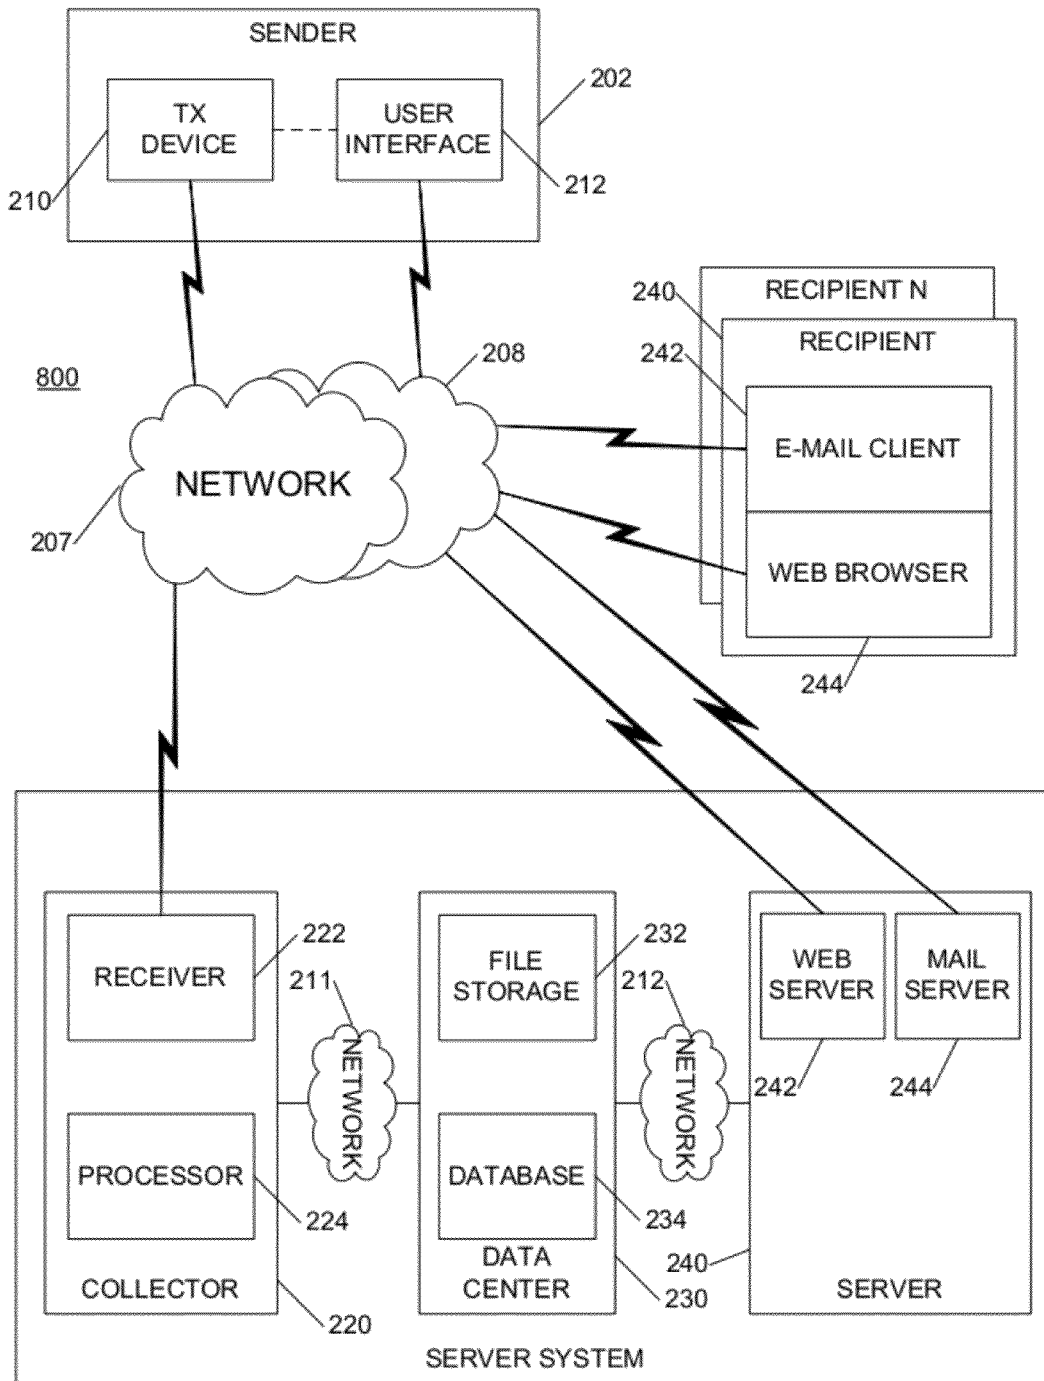 SENDER
202
TX
DEVICE
USER
INTERFACE
210
212
RECIPIENT N
240
RECIPIENT
242
208
800
E-MAIL CLIENT
NETWORK
207
WEB BROWSER
244
RECEIVER
222
211
NETWORK
FILE
STORAGE
232
212
NETWORK
WEB
SERVER
MAIL
SERVER
242
244
PROCESSOR
224
DATABASE
234
DATA
CENTER
240
230
COLLECTOR
220
SERVER
SERVER SYSTEM